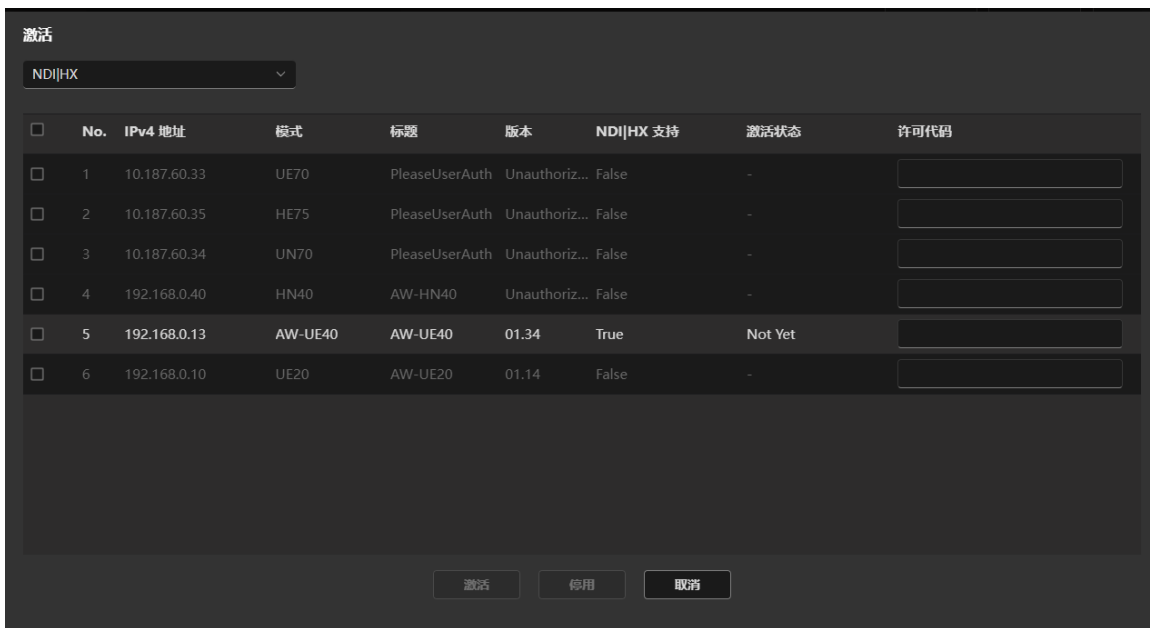 激活
NDI|HX
No. IPv4 地址 模式 标题 版本 NDI|HX 支持 激活状态 许可代码
1 10.187.60.33 UE70 PleaseUserAuth Unauthoriz... False -
2 10.187.60.35 HE75 PleaseUserAuth Unauthoriz... False -
3 10.187.60.34 UN70 PleaseUserAuth Unauthoriz... False -
4 192.168.0.40 HN40 AW-HN40 Unauthoriz... False -
5 192.168.0.13 AW-UE40 AW-UE40 01.34 True Not Yet
6 192.168.0.10 UE20 AW-UE20 01.14 False -
激活 停用 取消